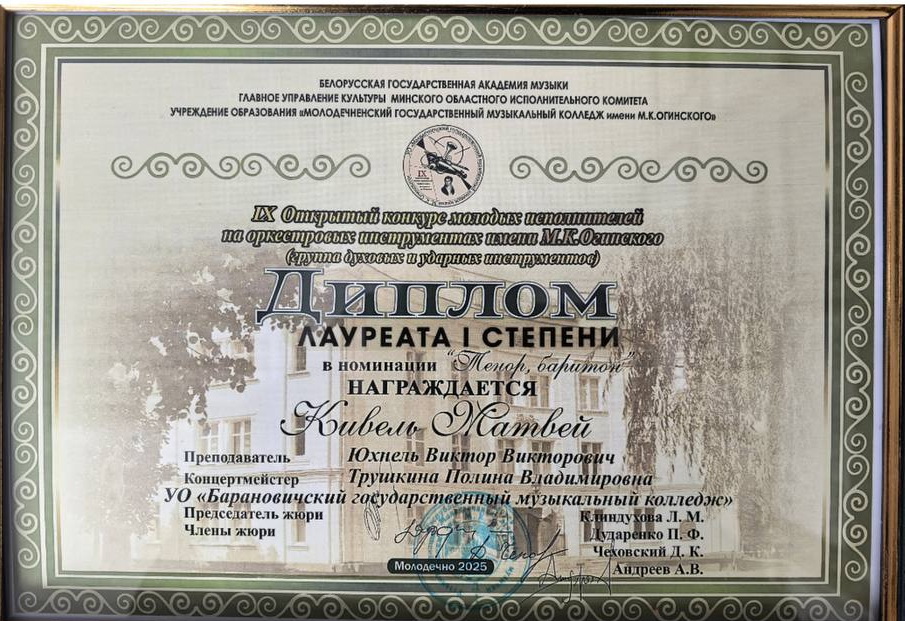 БЕЛОРУССКАЯ ГОСУДАРСТВЕННАЯ АКАДЕМИЯ МУЗЫКИ
ГЛАВНОЕ УПРАВЛЕНИЕ КУЛЬТУРЫ МИНСКОГО ОБЛАСТНОГО ИСПОЛНИТЕЛЬНОГО КОМИТЕТА
УЧРЕЖДЕНИЕ ОБРАЗОВАНИЯ «МОЛОДЕЧНЕНСКИЙ ГОСУДАРСТВЕННЫЙ МУЗЫКАЛЬНЫЙ КОЛЛЕДЖ имени М.К.ОГИНСКОГО»
IX
IX Открытый конкурс молодых исполнителей
на оркестровых инструментах имени М.К.Огинского
(группа духовых и ударных инструментов)
Диплом
ЛАУРЕАТА I СТЕПЕНИ
в номинации "Тенор, баритон"
НАГРАЖДАЕТСЯ
Кивель Матвей
Преподаватель Юхнель Виктор Викторович
Концертмейстер Трушкина Полина Владимировна
УО «Барановичский государственный музыкальный колледж»
Председатель жюри Клиндухова Л. М.
Члены жюри Дударенко П. Ф.
Чеховский Д. К.
Андреев А.В.
Молодечно 2025